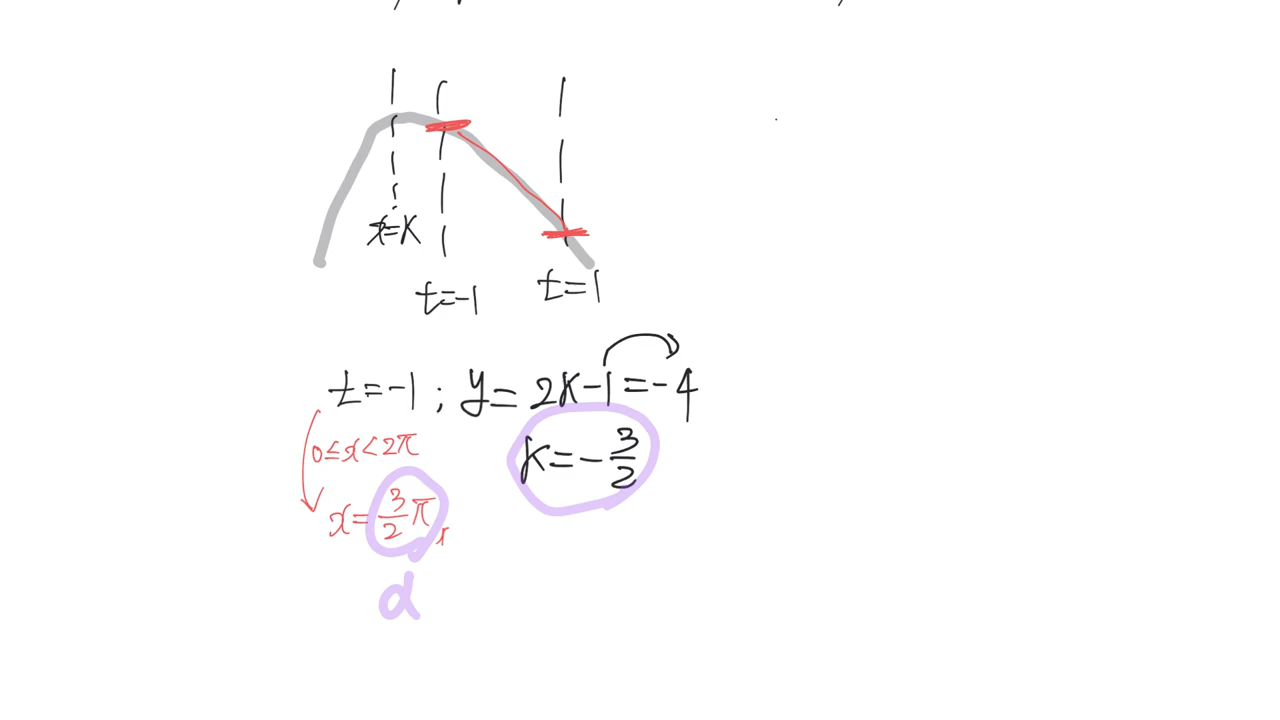 x=k
t=-1
t=1
t=-1 ; y=2k-1=-4
0≤x<2π
k=-3/2
x=3/2π
α